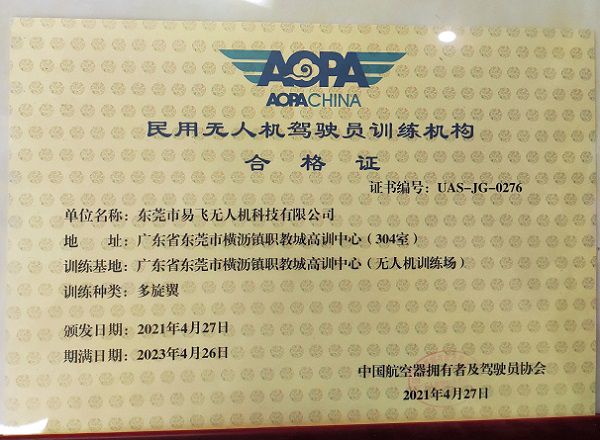 AOPA
AOPA CHINA
民用无人机驾驶员训练机构
合格证
证书编号：UAS-JG-0276
单位名称：东莞市易飞无人机科技有限公司
地 址：广东省东莞市横沥镇职教城高训中心（304室）
训练基地：广东省东莞市横沥镇职教城高训中心（无人机训练场）
训练种类：多旋翼
颁发日期：2021年4月27日
期满日期：2023年4月26日
中国航空器拥有者及驾驶员协会
2021年4月27日